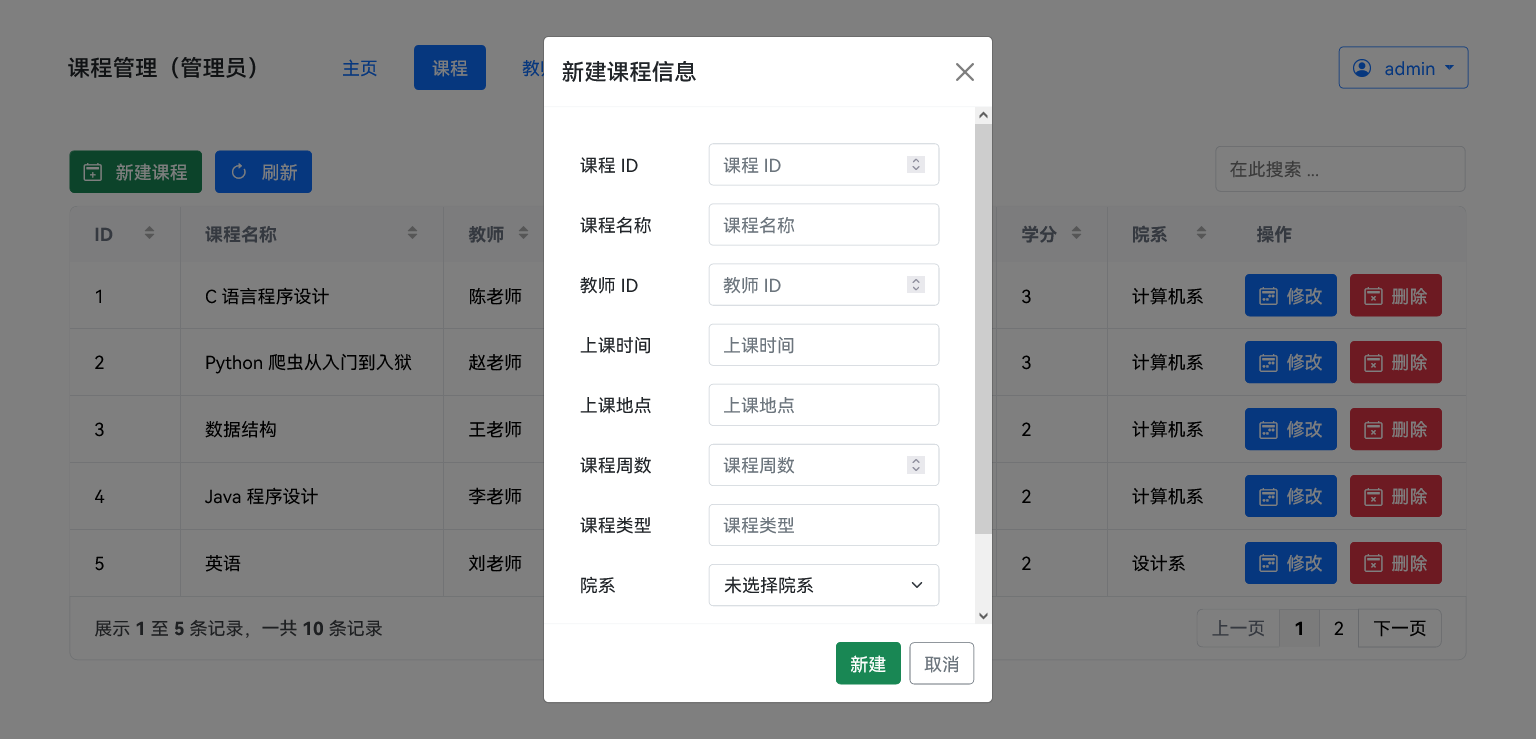 课程管理（管理员） 主页 课程 admin
新建课程 刷新 在此搜索 ...
ID 课程名称 教师 学分 院系 操作
1 C 语言程序设计 陈老师 3 计算机系 修改 删除
2 Python 爬虫从入门到入狱 赵老师 3 计算机系 修改 删除
3 数据结构 王老师 2 计算机系 修改 删除
4 Java 程序设计 李老师 2 计算机系 修改 删除
5 英语 刘老师 2 设计系 修改 删除
展示 1 至 5 条记录，一共 10 条记录 上一页 1 2 下一页
新建课程信息
课程 ID 课程 ID
课程名称 课程名称
教师 ID 教师 ID
上课时间 上课时间
上课地点 上课地点
课程周数 课程周数
课程类型 课程类型
院系 未选择院系
新建 取消